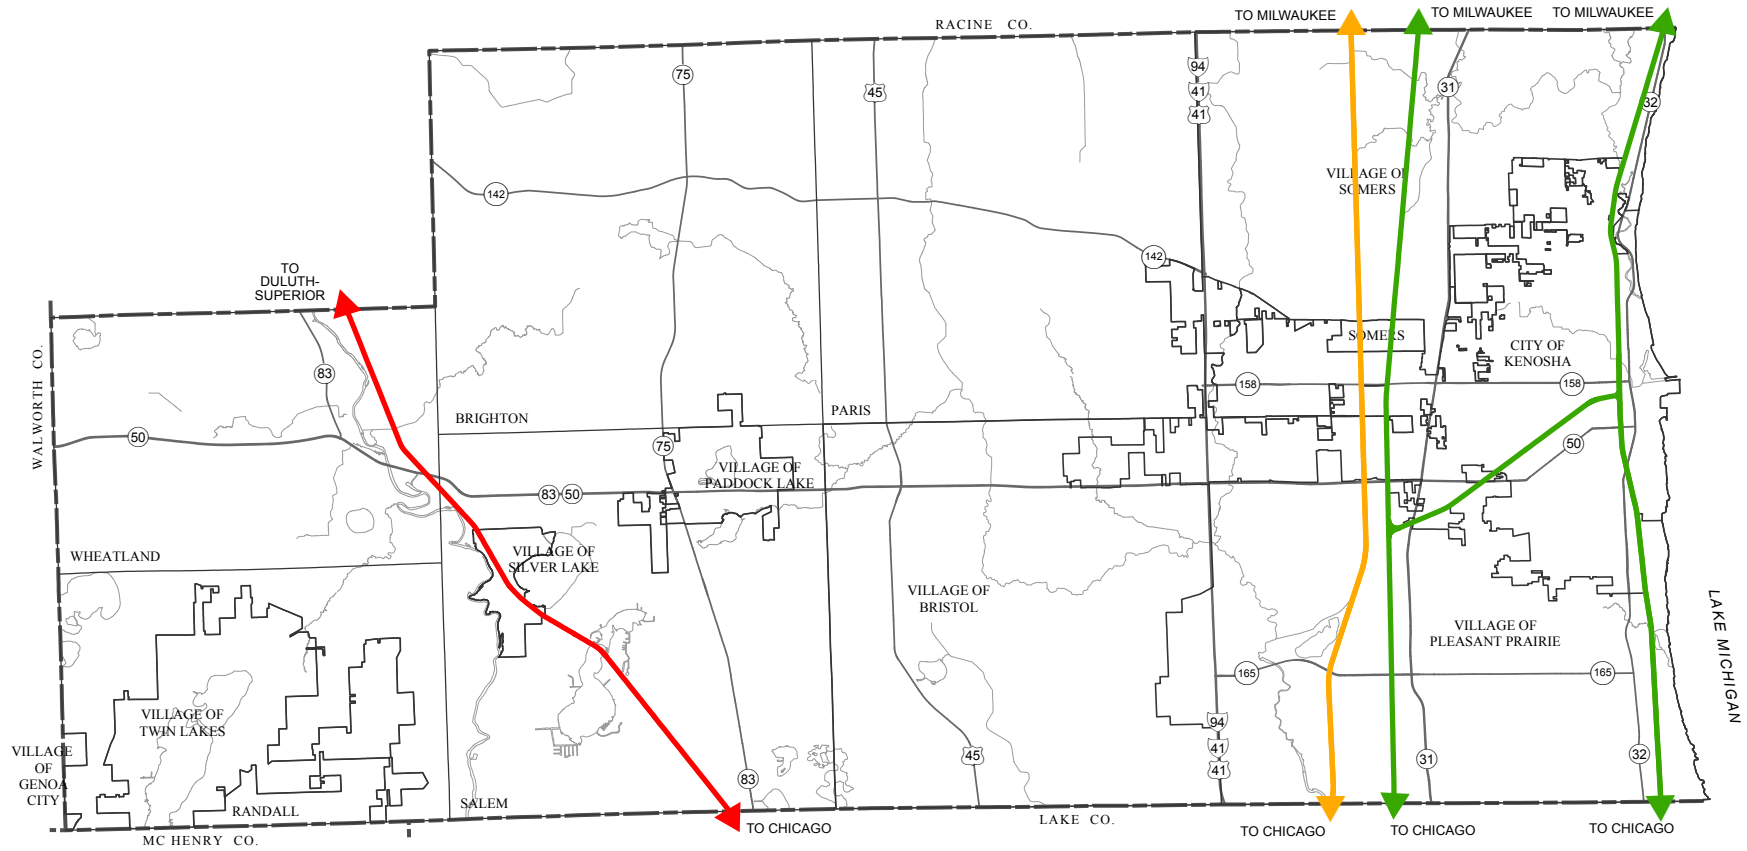 RACINE CO.
TO MILWAUKEE
TO MILWAUKEE
TO MILWAUKEE
94
41
41
75
45
31
32
142
VILLAGE OF
SOMERS
142
TO
DULUTH-
SUPERIOR
WALWORTH CO.
83
SOMERS
CITY OF
KENOSHA
158
158
BRIGHTON
PARIS
50
75
50
VILLAGE OF
PADDOCK LAKE
83
50
WHEATLAND
VILLAGE OF
SILVER LAKE
VILLAGE OF
BRISTOL
VILLAGE OF
PLEASANT PRAIRIE
LAKE MICHIGAN
165
165
VILLAGE OF
TWIN LAKES
94
41
41
45
31
32
VILLAGE
OF
GENOA
CITY
83
RANDALL
SALEM
LAKE CO.
MC HENRY CO.
TO CHICAGO
TO CHICAGO
TO CHICAGO
TO CHICAGO